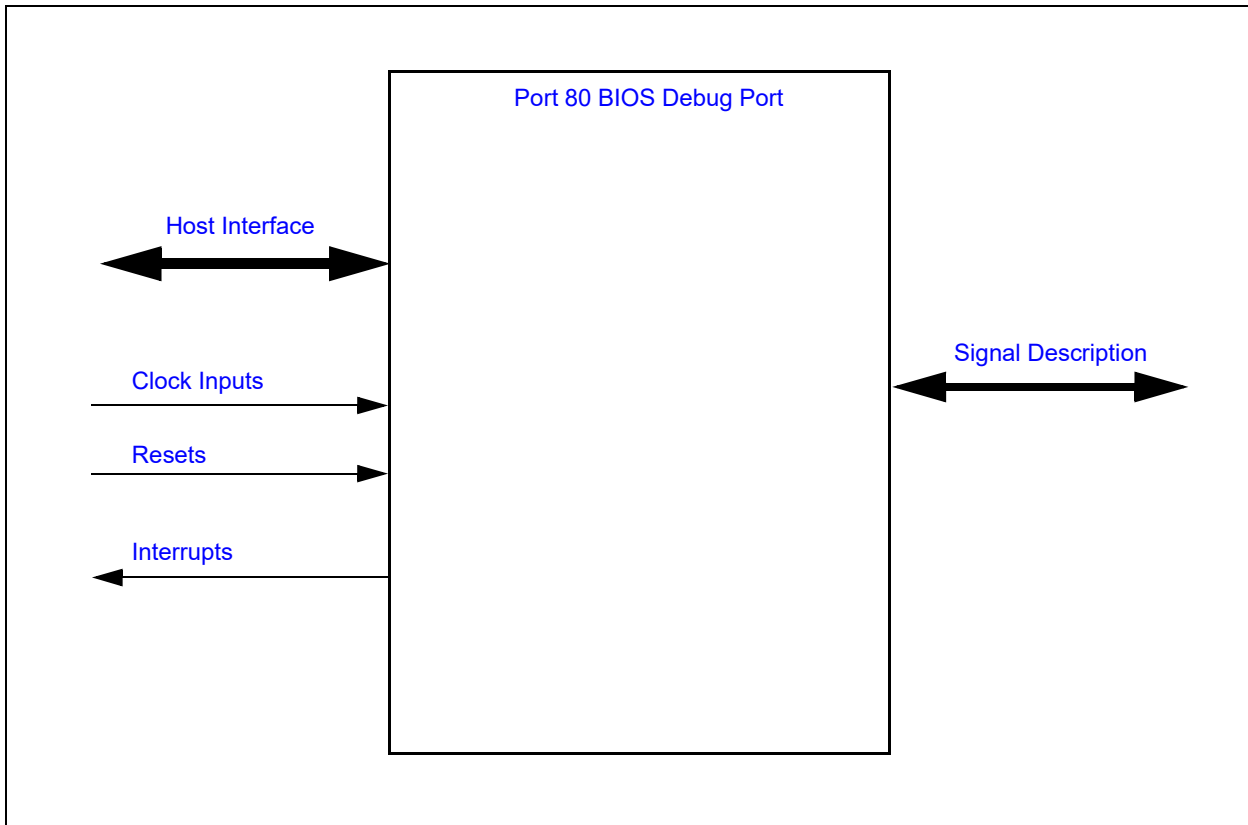 Port 80 BIOS Debug Port
Host Interface
Signal Description
Clock Inputs
Resets
Interrupts